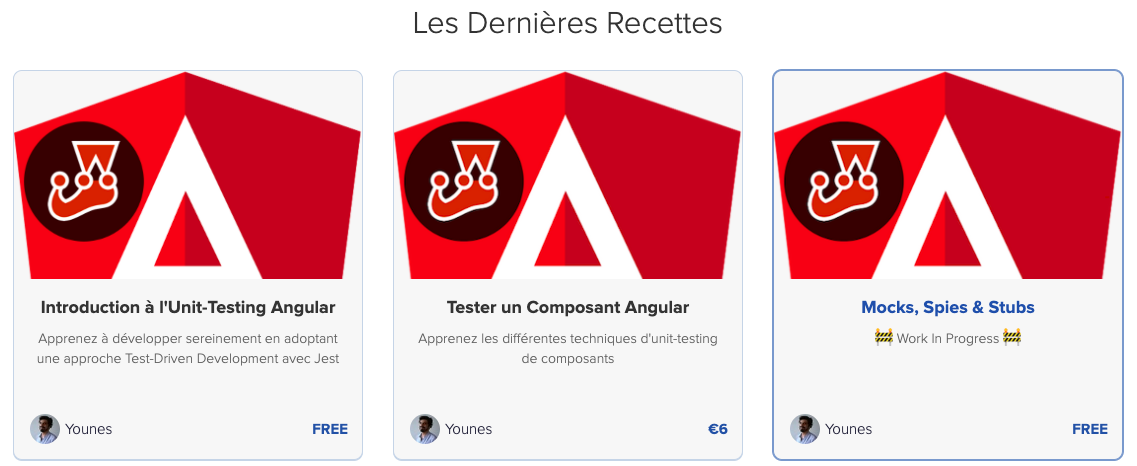 Les Dernières Recettes
Introduction à l'Unit-Testing Angular
Apprenez à développer sereinement en adoptant
une approche Test-Driven Development avec Jest
Younes
FREE
Tester un Composant Angular
Apprenez les différentes techniques d'unit-testing
de composants
Younes
€6
Mocks, Spies & Stubs
🚧 Work In Progress 🚧
Younes
FREE